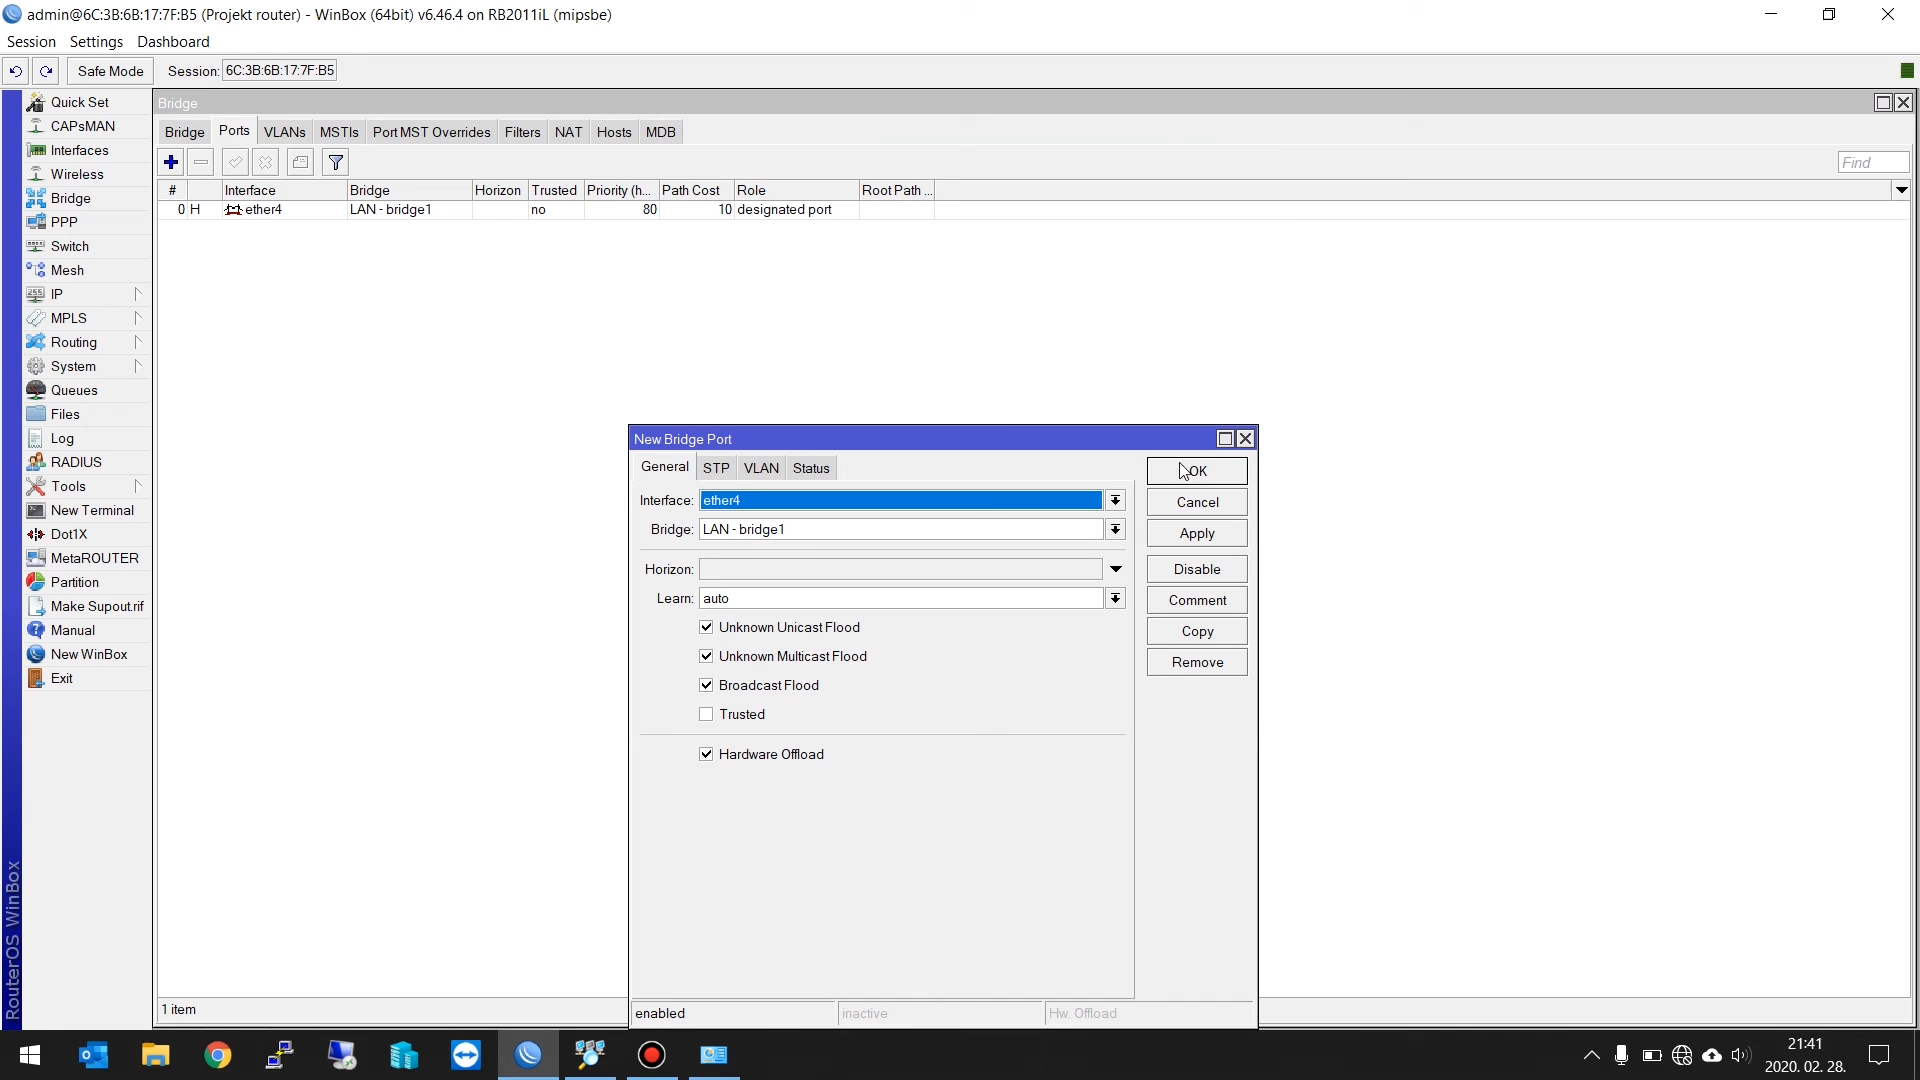 admin@6C:3B:6B:17:7F:B5 (Projekt router) - WinBox (64bit) v6.46.4 on RB2011iL (mipsbe)
Session Settings Dashboard
Safe Mode Session: 6C:3B:6B:17:7F:B5
Quick Set
CAPsMAN
Interfaces
Wireless
Bridge
PPP
Switch
Mesh
IP
MPLS
Routing
System
Queues
Files
Log
RADIUS
Tools
New Terminal
Dot1X
MetaROUTER
Partition
Make Supout.rif
Manual
New WinBox
Exit
RouterOS WinBox
Bridge
Bridge Ports VLANs MSTIs Port MST Overrides Filters NAT Hosts MDB
Find
# Interface Bridge Horizon Trusted Priority (h... Path Cost Role Root Path ...
0 H ether4 LAN - bridge1 no 80 10 designated port
1 item
New Bridge Port
General STP VLAN Status
Interface: ether4
Bridge: LAN - bridge1
Horizon:
Learn: auto
Unknown Unicast Flood
Unknown Multicast Flood
Broadcast Flood
Trusted
Hardware Offload
OK
Cancel
Apply
Disable
Comment
Copy
Remove
enabled inactive Hw. Offload
21:41
2020. 02. 28.